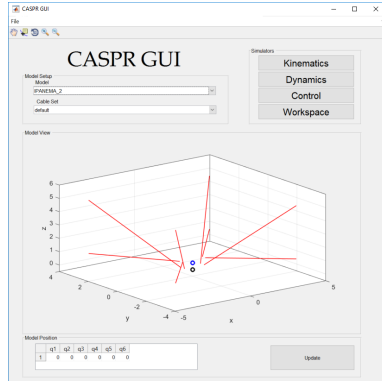 CASPR GUI
File
CASPR GUI
Model Setup
Model
IPANEMA_2
Cable Set
default
Simulators
Kinematics
Dynamics
Control
Workspace
Model View
6
5
4
3
2
1
0
z
4
2
0
-2
-4
y
-5
0
5
x
Model Position
q1 q2 q3 q4 q5 q6
1 0 0 0 0 0 0
Update